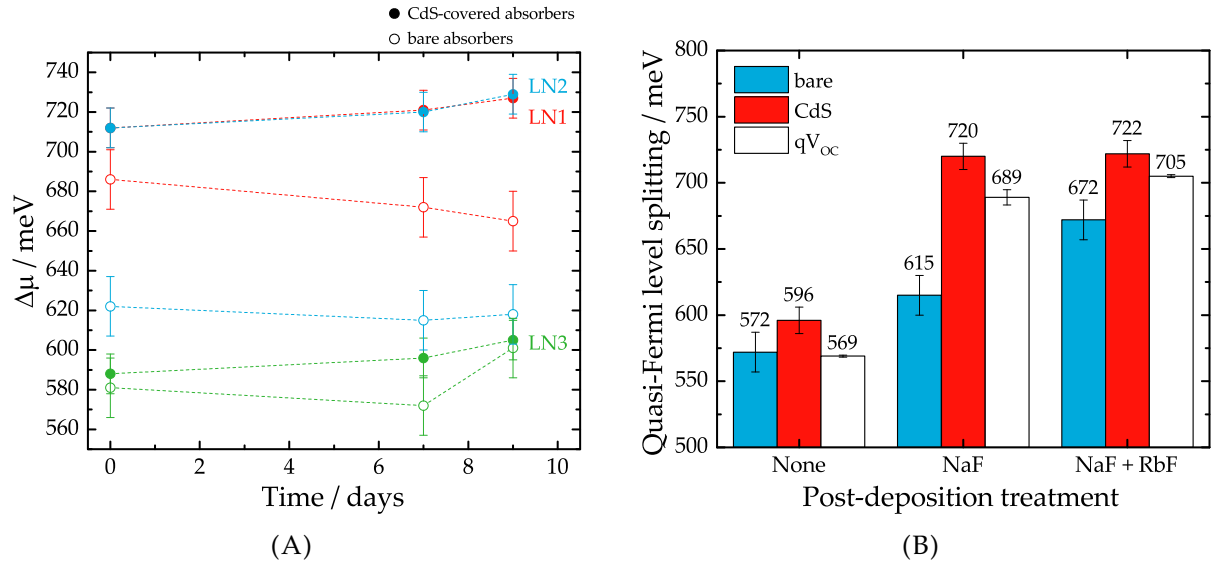 CdS-covered absorbers
bare absorbers
Δμ / meV
740
720
700
680
660
640
620
600
580
560
LN2
LN1
LN3
0 2 4 6 8 10
Time / days
(A)
Quasi-Fermi level splitting / meV
800
750
700
650
600
550
500
bare
CdS
qVOC
572 596 569
615 720 689
672 722 705
None NaF NaF + RbF
Post-deposition treatment
(B)